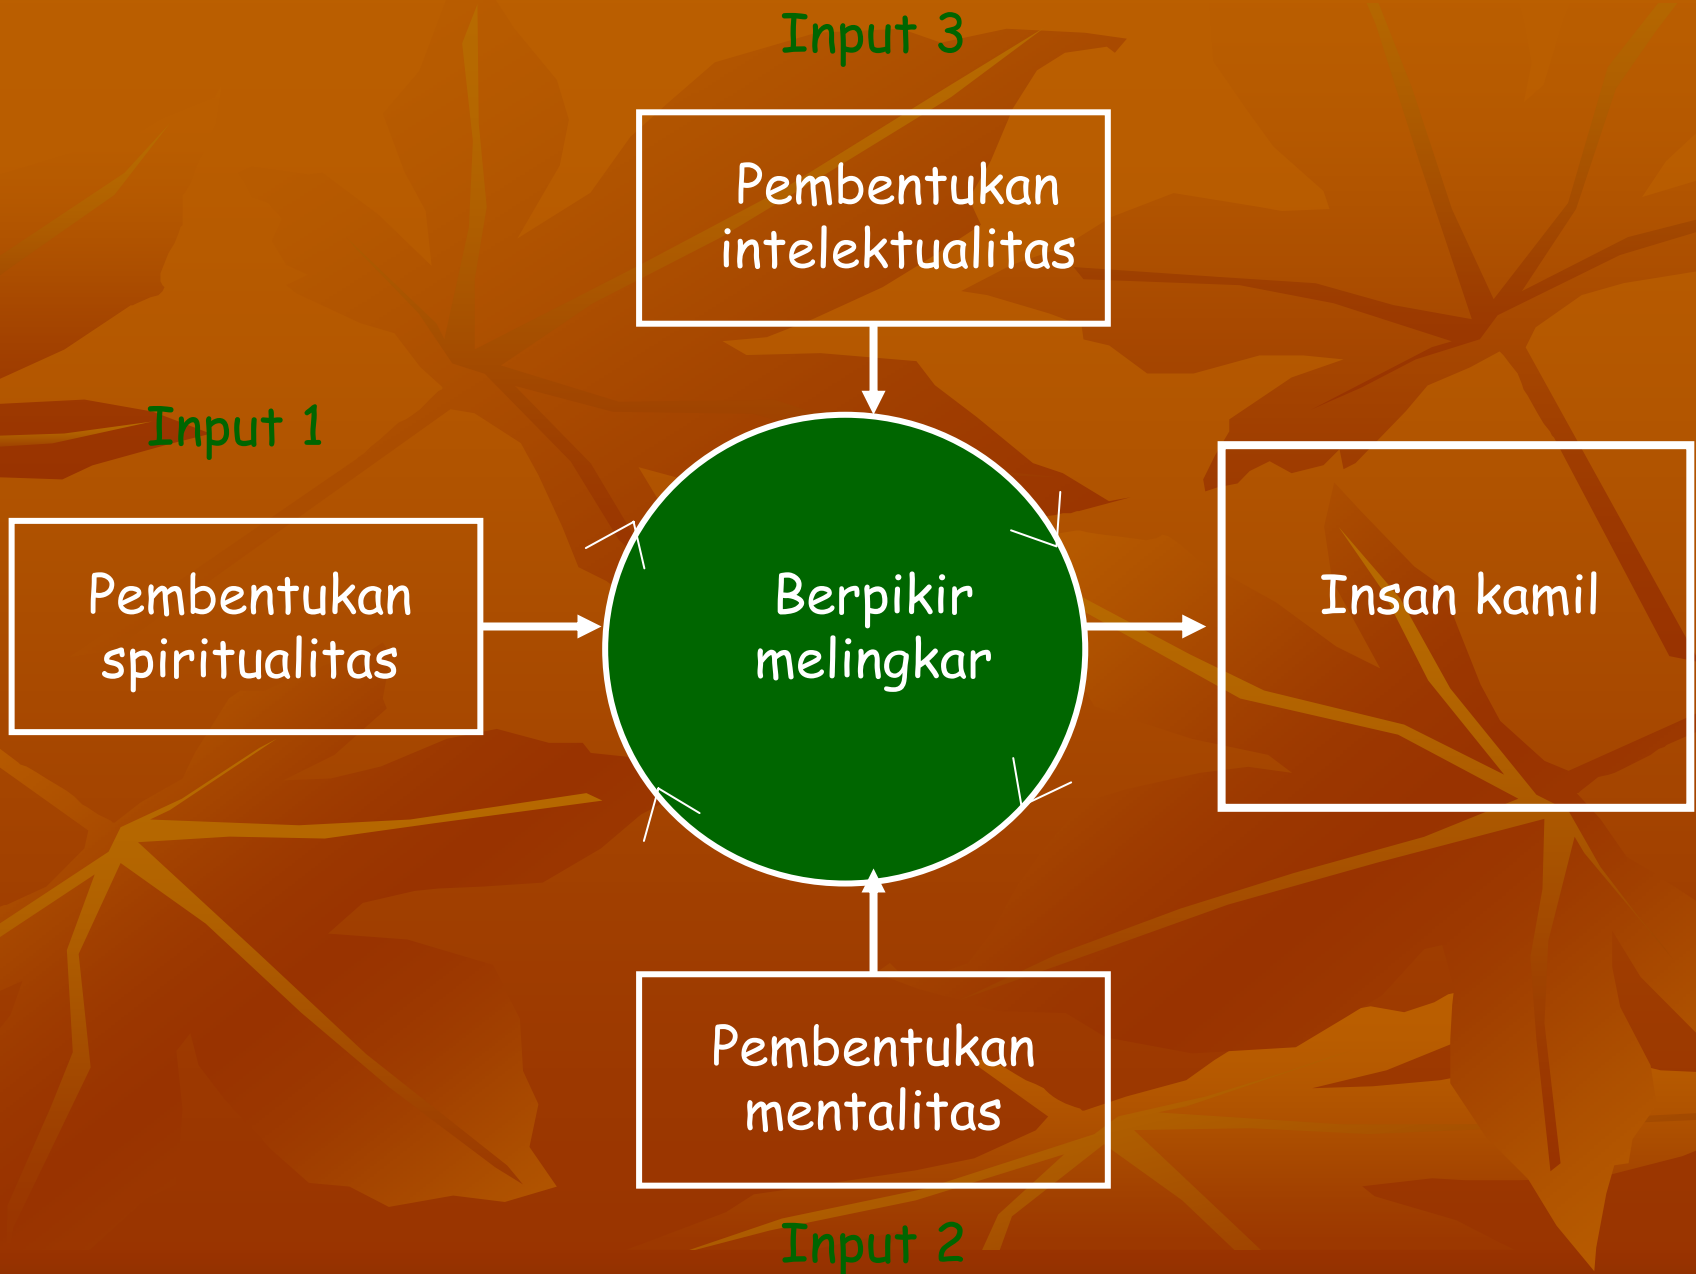 Input 3
Pembentukan
intelektualitas
Input 1
Pembentukan
spiritualitas
Berpikir
melingkar
Insan kamil
Pembentukan
mentalitas
Input 2